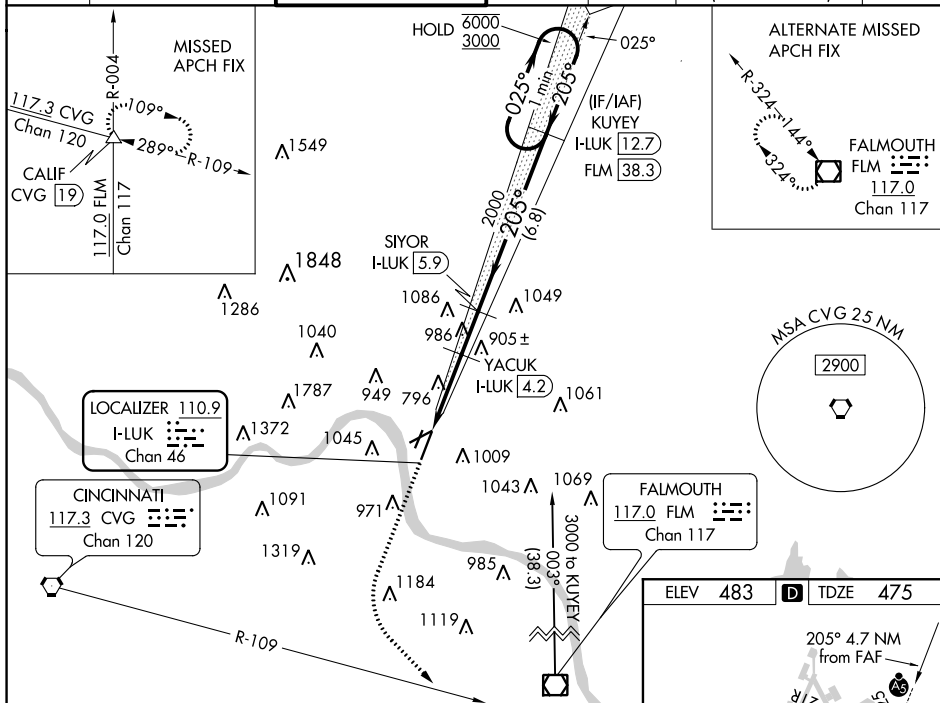 MISSED
APCH FIX
R-004
109°
289°
R-109
117.3 CVG
Chan 120
CALIF
CVG 19
117.0 FLM
Chan 117
HOLD 6000
3000
025°
025°
1 min
205°
(IF/IAF)
KUYEY
I-LUK 12.7
FLM 38.3
ALTERNATE MISSED
APCH FIX
R-324
144°
324°
FALMOUTH
FLM
117.0
Chan 117
1549
2000
205°
(6.8)
SIYOR
I-LUK 5.9
1848
1286
1086
1049
1040
986
905±
YACUK
I-LUK 4.2
MSA CVG 25 NM
2900
1787
949
796
1061
LOCALIZER 110.9
I-LUK
Chan 46
1372
1045
1009
CINCINNATI
117.3 CVG
Chan 120
1091
971
1043
1069
FALMOUTH
117.0 FLM
Chan 117
1319
985
3000 to KUYEY
003°
(38.3)
1184
1119
R-109
ELEV 483 D TDZE 475
205° 4.7 NM
from FAF
A5
21R